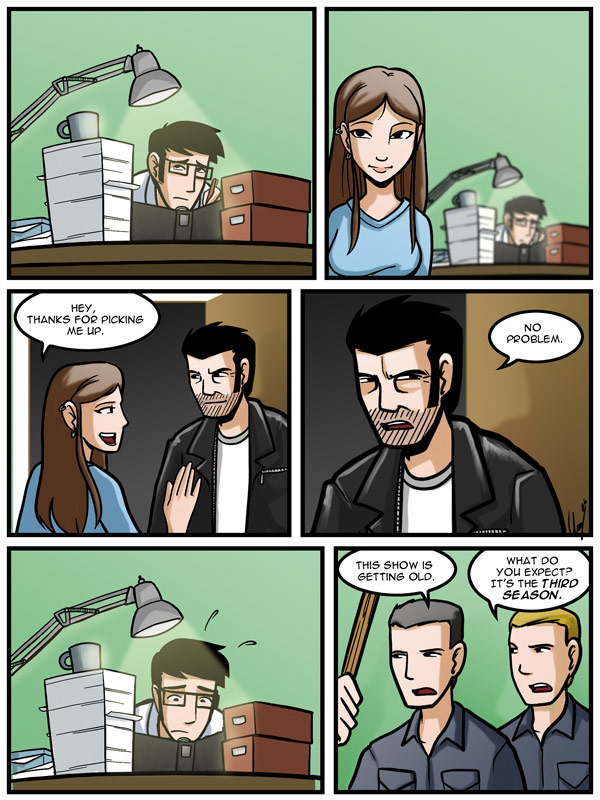 HEY,
THANKS FOR PICKING
ME UP.
NO
PROBLEM.
THIS SHOW IS
GETTING OLD.
WHAT DO
YOU EXPECT?
IT'S THE THIRD
SEASON.